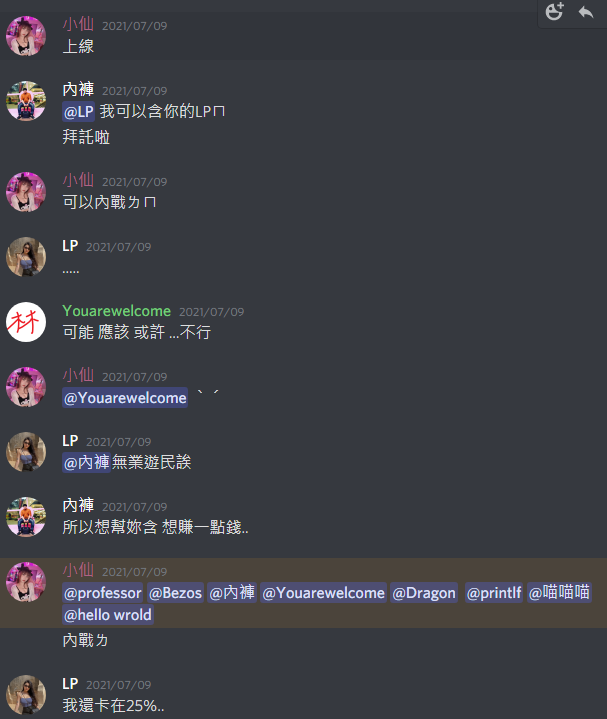 小仙 2021/07/09
上線
內褲 2021/07/09
@LP 我可以含你的LPㄇ
拜託啦
小仙 2021/07/09
可以內戰ㄌㄇ
LP 2021/07/09
.....
林
Youarewelcome 2021/07/09
可能 應該 或許 ...不行
小仙 2021/07/09
@Youarewelcome ˋˊ
LP 2021/07/09
@內褲無業遊民誒
內褲 2021/07/09
所以想幫妳含 想賺一點錢..
小仙 2021/07/09
@professor @Bezos @內褲 @Youarewelcome @Dragon @printlf @喵喵喵
@hello wrold
內戰ㄌ
LP 2021/07/09
我還卡在25%..